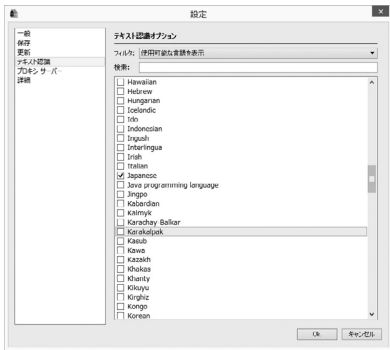 設定
一般
保存
更新
テキスト認識
プロキシ サーバー
詳細
テキスト認識オプション
フィルタ: 使用可能な言語を表示
検索:
Hawaiian
Hebrew
Hungarian
Icelandic
Ido
Indonesian
Ingush
Interlingua
Irish
Italian
Japanese
Java programming language
Jingpo
Kabardian
Kalmyk
Karachay-Balkar
Karakalpak
Kasub
Kawa
Kazakh
Khakas
Khanty
Kikuyu
Kirghiz
Kongo
Korean
Ok
キャンセル